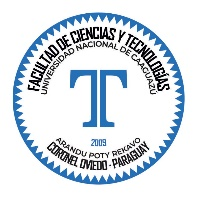 FACULTAD DE CIENCIAS Y TECNOLOGÍAS
UNIVERSIDAD NACIONAL DE CAAGUAZÚ
T
2009
ARANDU POTY REKAVO
CORONEL OVIEDO - PARAGUAY